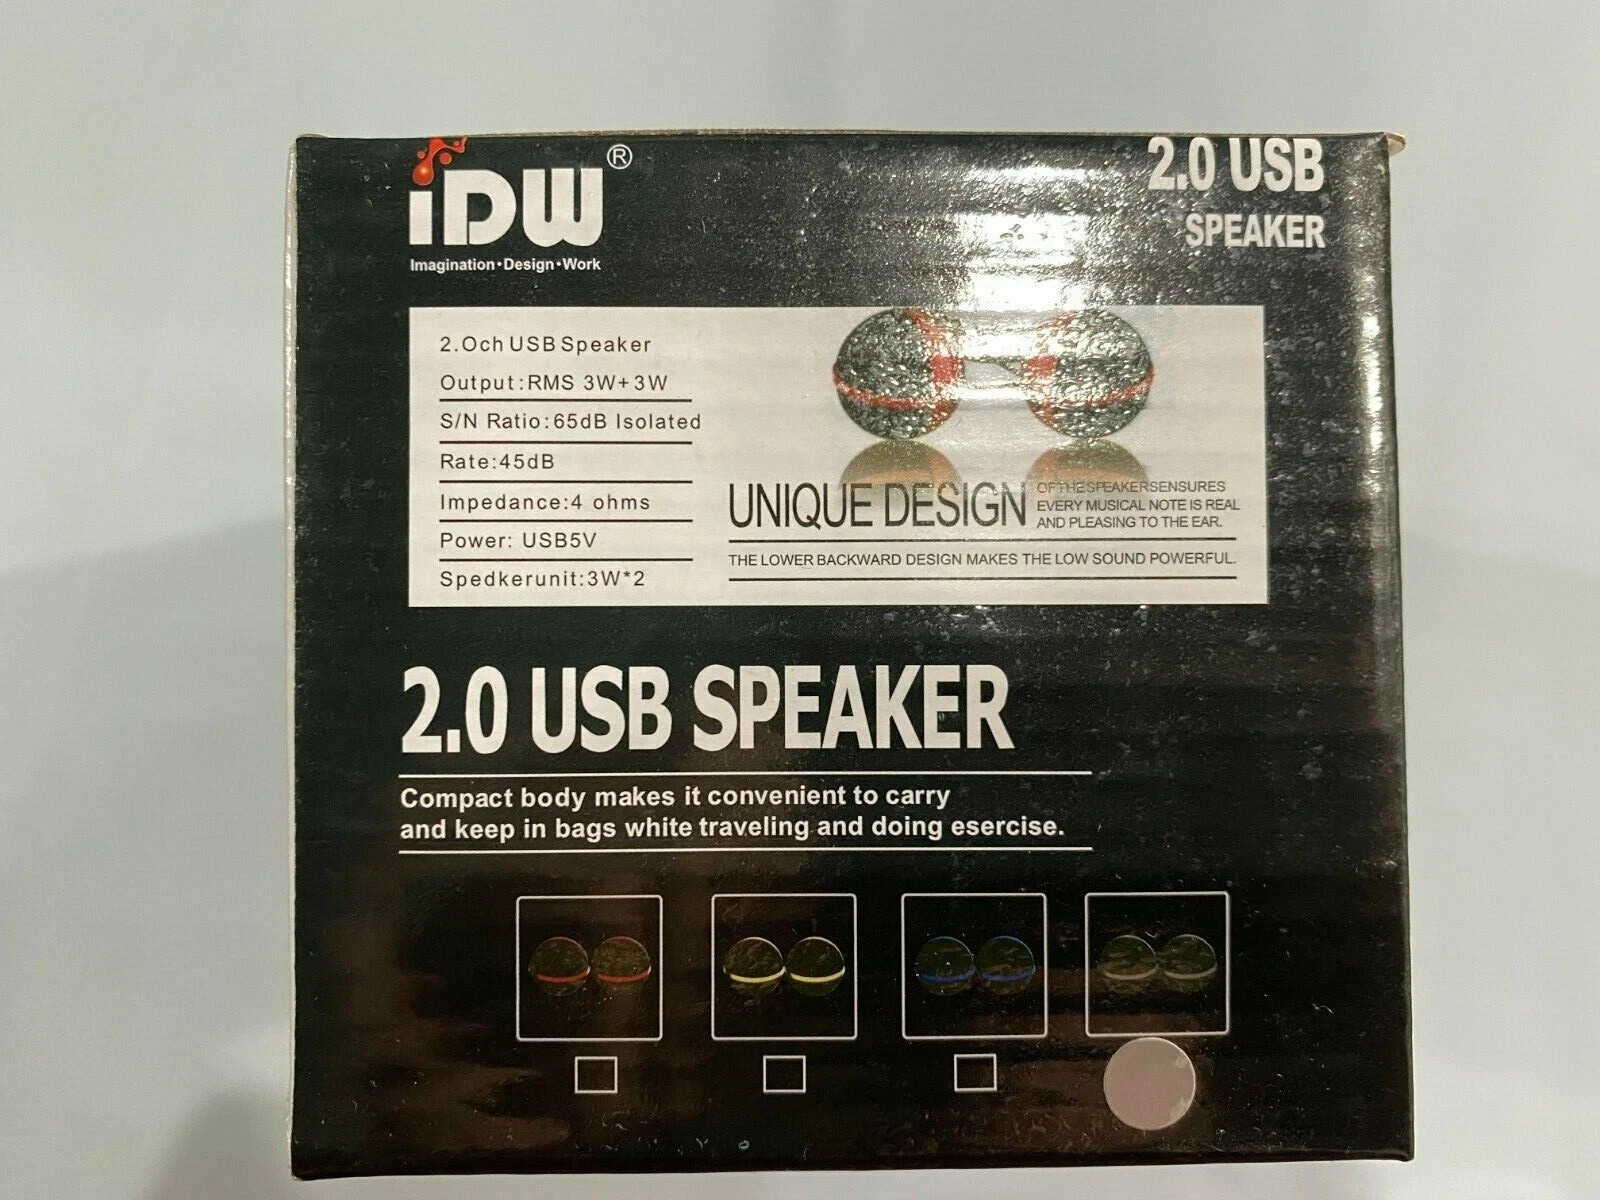 iDW®
Imagination•Design•Work
2.0 USB
SPEAKER
2.Och USB Speaker
Output:RMS 3W+3W
S/N Ratio:65dB Isolated
Rate:45dB
Impedance:4 ohms
Power: USB5V
Spedkerunit:3W*2
UNIQUE DESIGN
OF THE SPEAKERSENSURES
EVERY MUSICAL NOTE IS REAL
AND PLEASING TO THE EAR.
THE LOWER BACKWARD DESIGN MAKES THE LOW SOUND POWERFUL.
2.0 USB SPEAKER
Compact body makes it convenient to carry
and keep in bags white traveling and doing esercise.